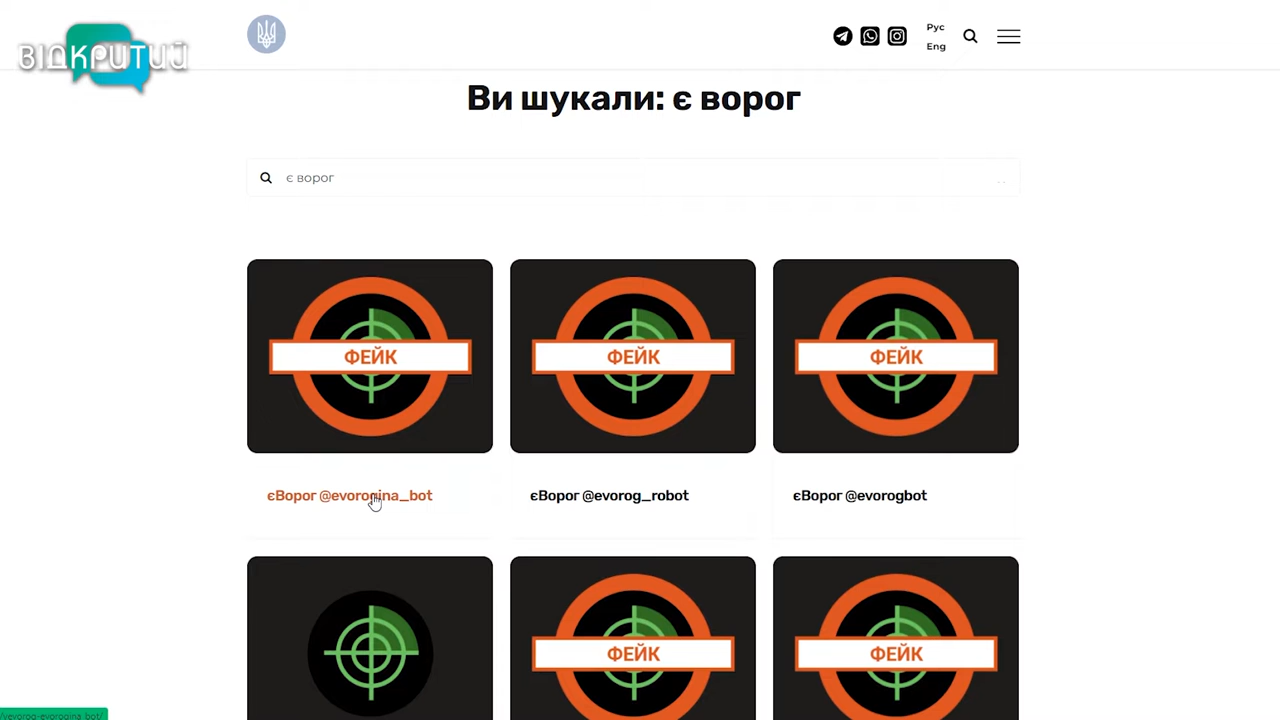 ВІДКРИТИЙ
Рус
Eng
Ви шукали: є ворог
є ворог
ФЕЙК
ФЕЙК
ФЕЙК
єВорог @evorogina_bot
єВорог @evorog_robot
єВорог @evorogbot
ФЕЙК
ФЕЙК